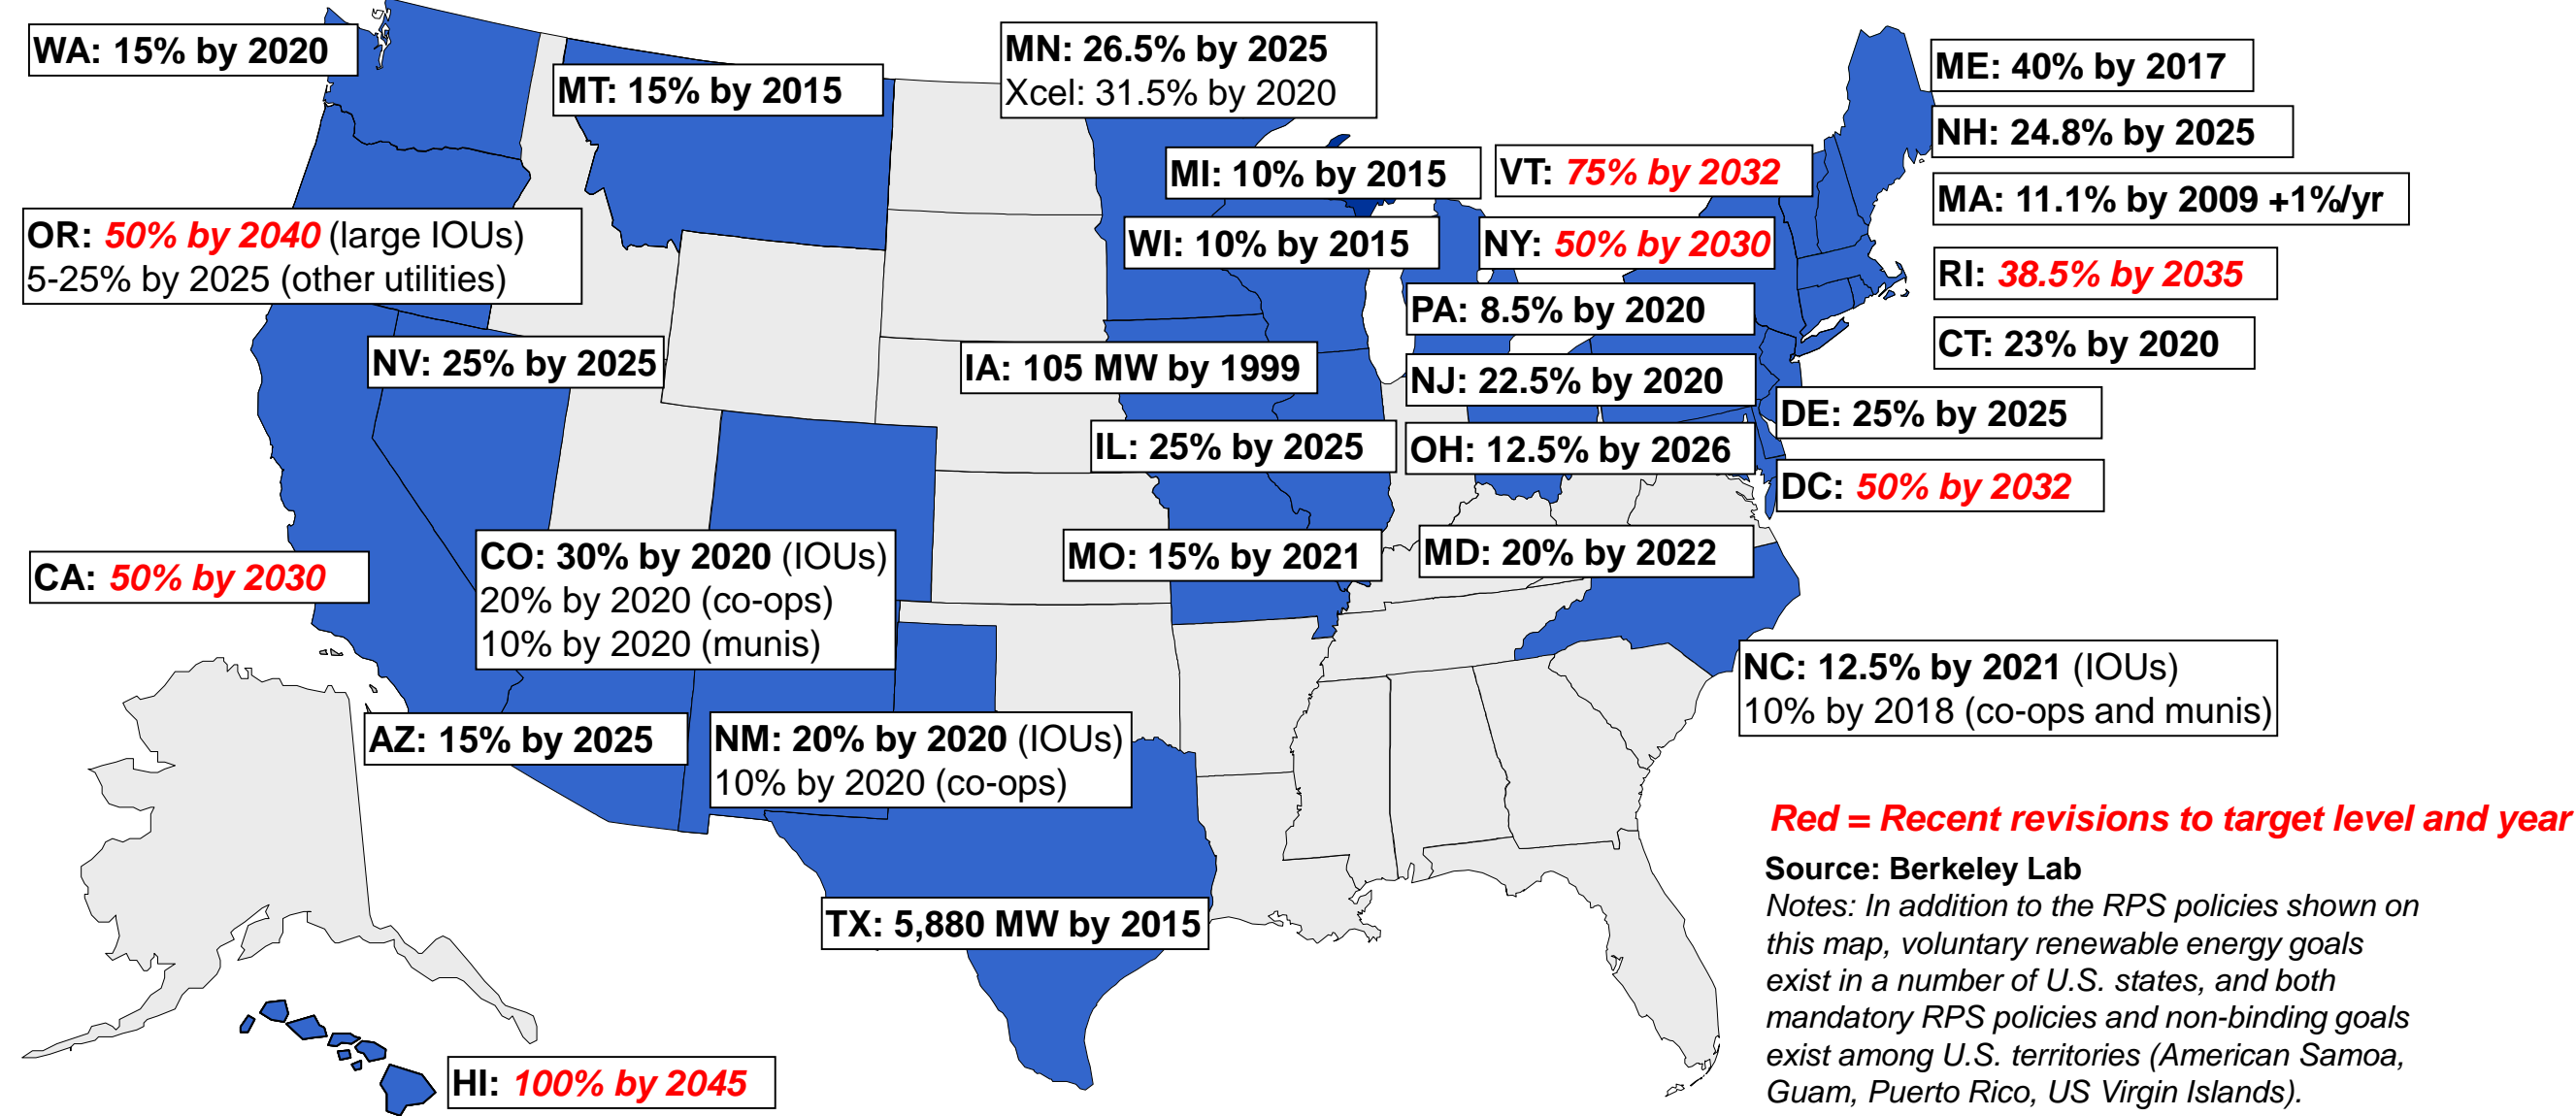 WA: 15% by 2020
MT: 15% by 2015
MN: 26.5% by 2025
Xcel: 31.5% by 2020
ME: 40% by 2017
NH: 24.8% by 2025
MI: 10% by 2015
VT: 75% by 2032
MA: 11.1% by 2009 +1%/yr
OR: 50% by 2040 (large IOUs)
5-25% by 2025 (other utilities)
WI: 10% by 2015
NY: 50% by 2030
RI: 38.5% by 2035
PA: 8.5% by 2020
CT: 23% by 2020
NV: 25% by 2025
IA: 105 MW by 1999
NJ: 22.5% by 2020
DE: 25% by 2025
IL: 25% by 2025
OH: 12.5% by 2026
DC: 50% by 2032
CA: 50% by 2030
CO: 30% by 2020 (IOUs)
20% by 2020 (co-ops)
10% by 2020 (munis)
MO: 15% by 2021
MD: 20% by 2022
NC: 12.5% by 2021 (IOUs)
10% by 2018 (co-ops and munis)
AZ: 15% by 2025
NM: 20% by 2020 (IOUs)
10% by 2020 (co-ops)
TX: 5,880 MW by 2015
HI: 100% by 2045
Red = Recent revisions to target level and year
Source: Berkeley Lab
Notes: In addition to the RPS policies shown on
this map, voluntary renewable energy goals
exist in a number of U.S. states, and both
mandatory RPS policies and non-binding goals
exist among U.S. territories (American Samoa,
Guam, Puerto Rico, US Virgin Islands).